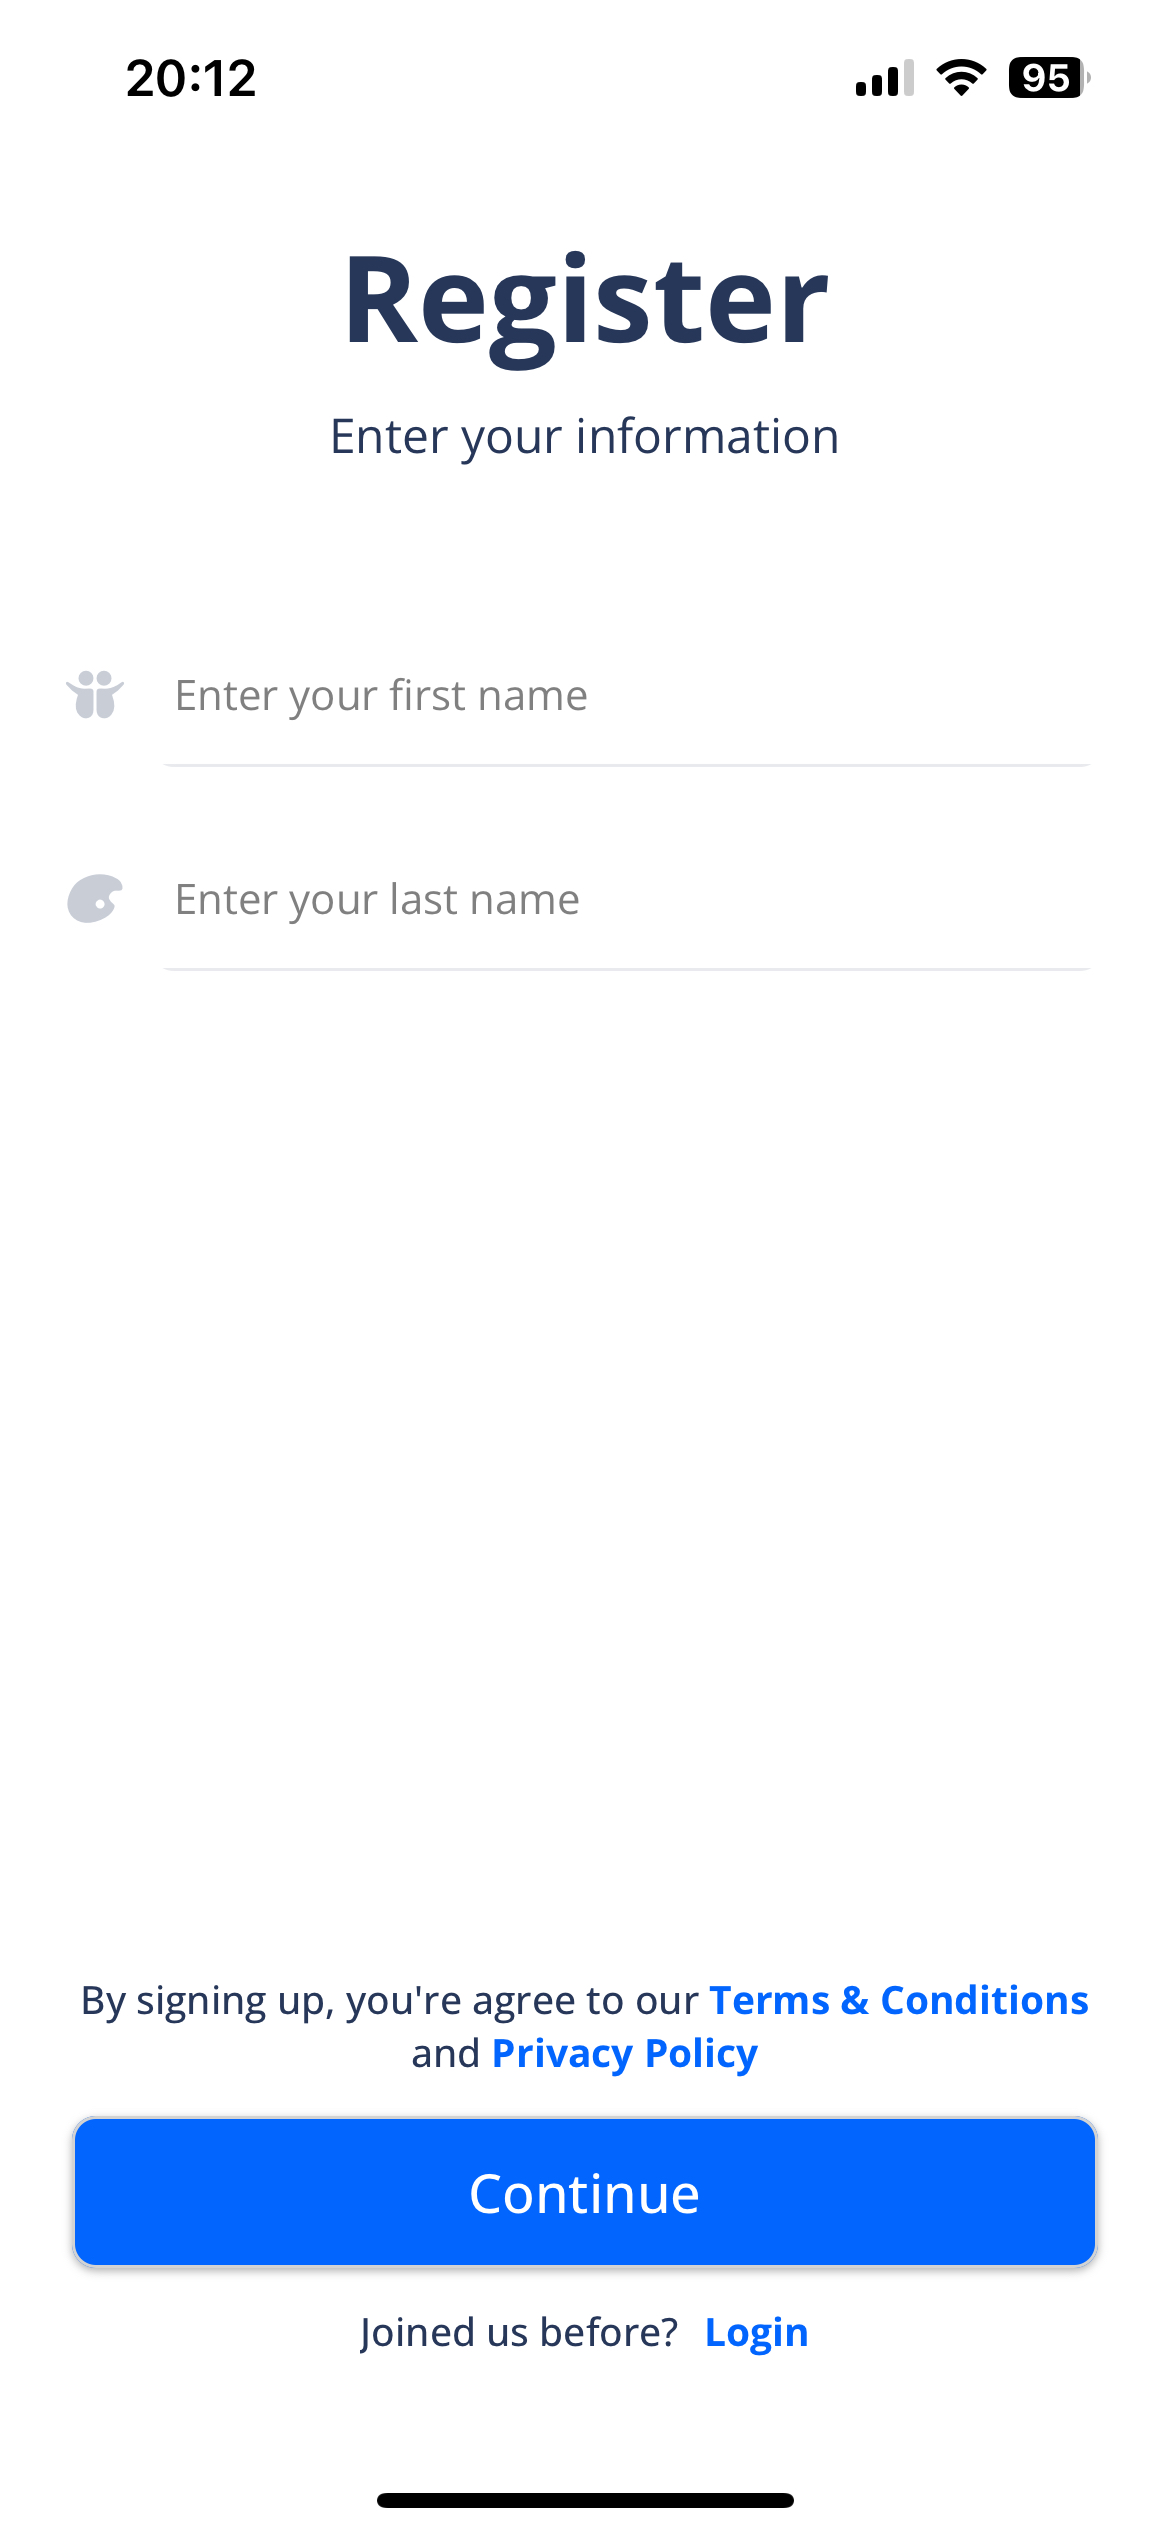 20:12
95
Register
Enter your information
Enter your first name
Enter your last name
By signing up, you're agree to our Terms & Conditions
and Privacy Policy
Continue
Joined us before? Login